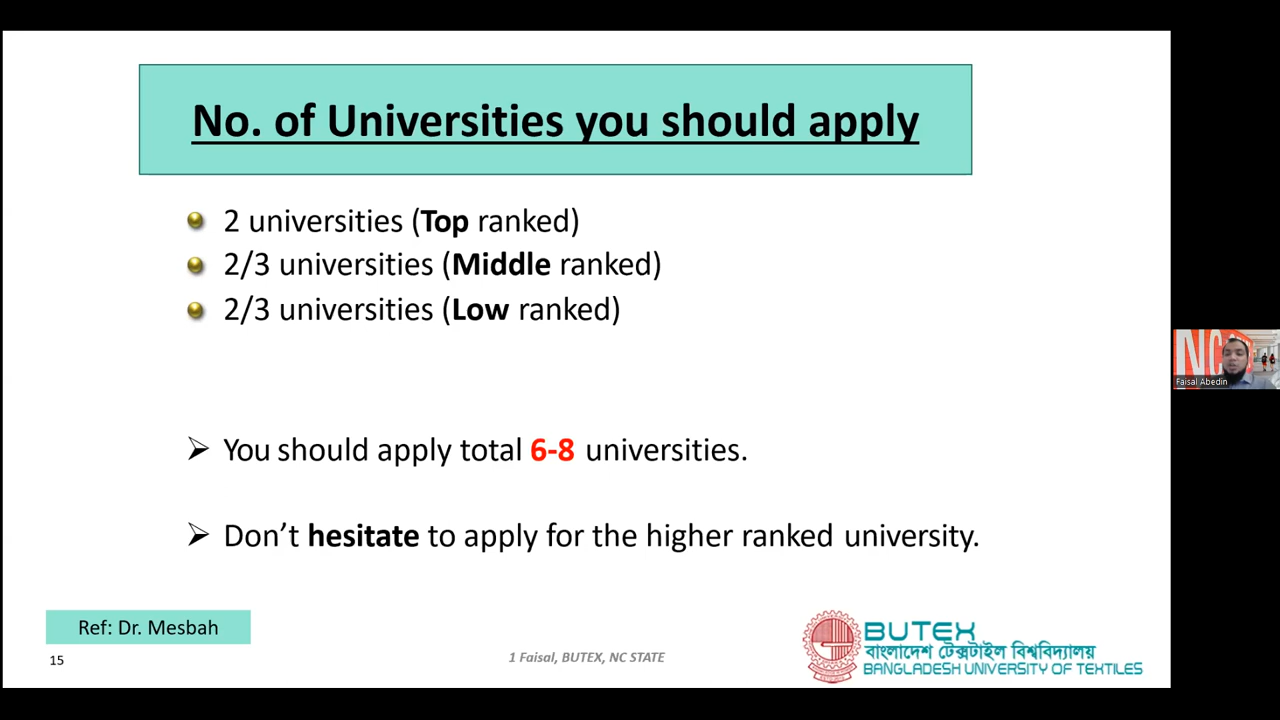 No. of Universities you should apply
2 universities (Top ranked)
2/3 universities (Middle ranked)
2/3 universities (Low ranked)
You should apply total 6-8 universities.
Don't hesitate to apply for the higher ranked university.
NC
Faisal Abedin
Ref: Dr. Mesbah
15
1 Faisal, BUTEX, NC STATE
BUTEX
বাংলাদেশ টেক্সটাইল বিশ্ববিদ্যালয়
BANGLADESH UNIVERSITY OF TEXTILES